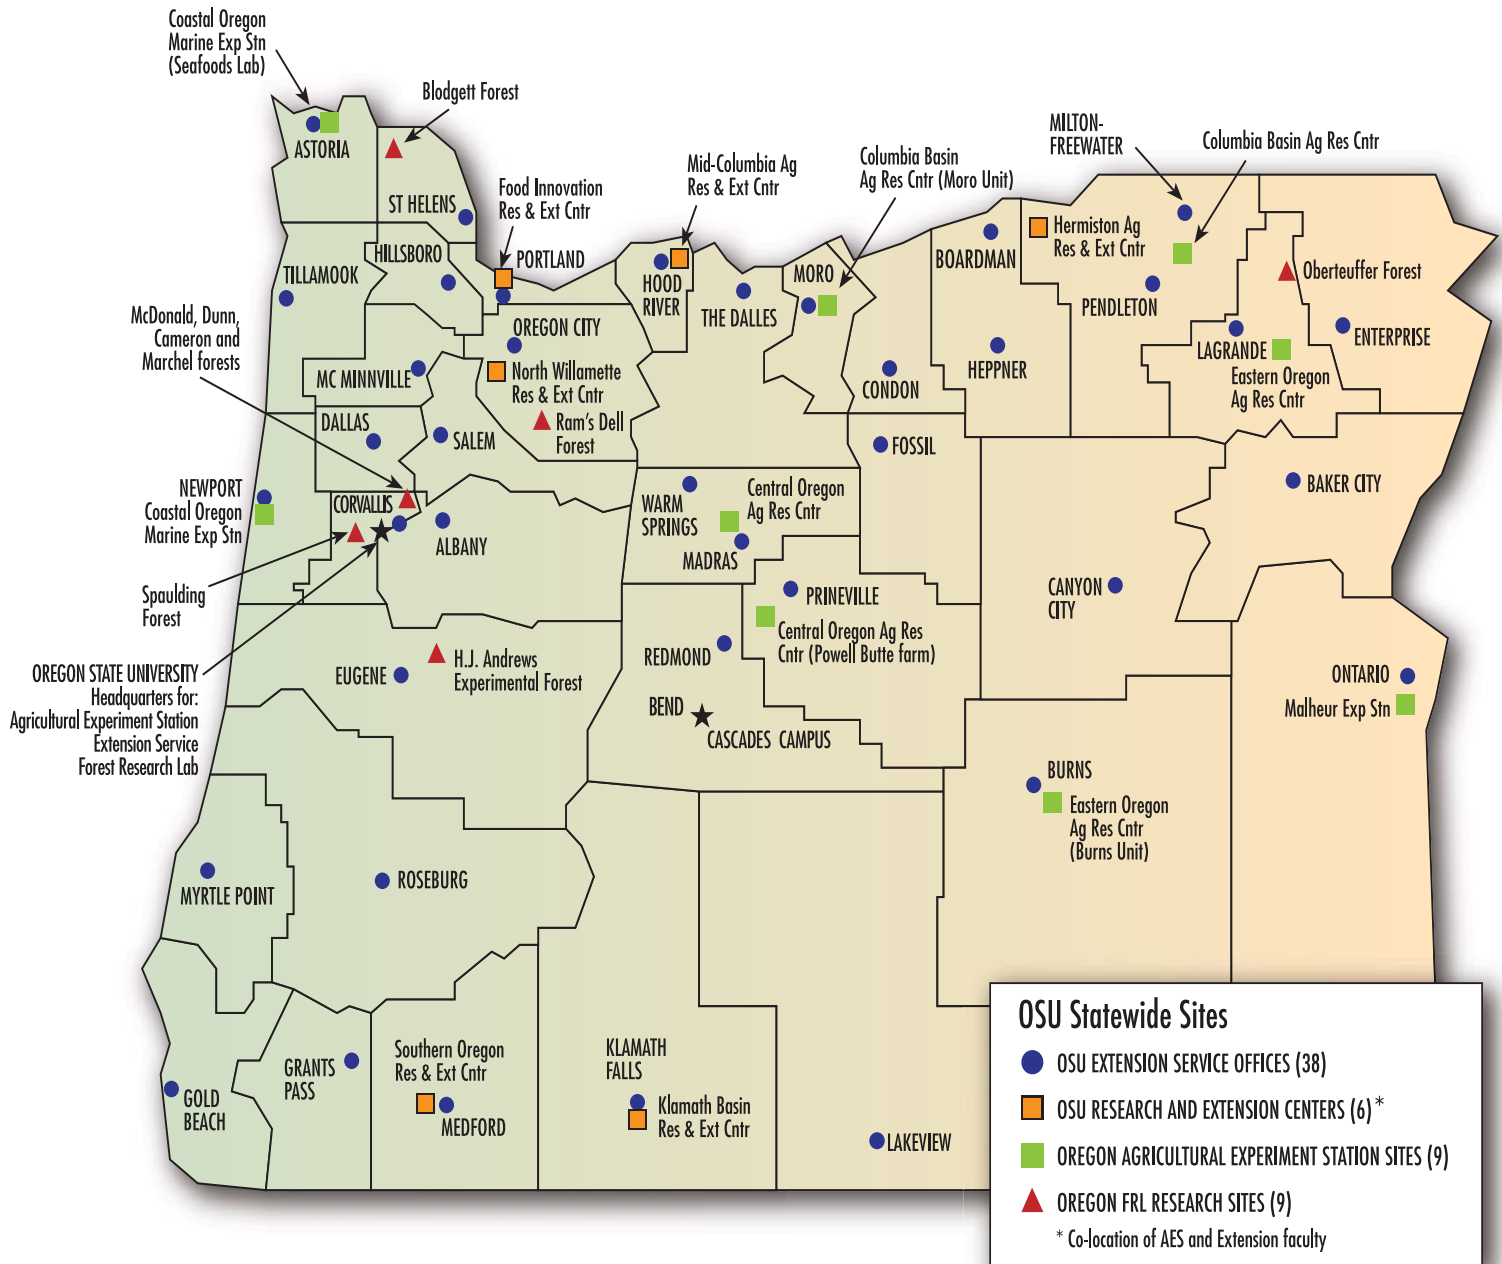 Coastal Oregon
Marine Exp Stn
(Seafoods Lab)
Blodgett Forest
ASTORIA
ST HELENS
Food Innovation
Res & Ext Cntr
Mid-Columbia Ag
Res & Ext Cntr
Columbia Basin
Ag Res Cntr (Moro Unit)
MILTON-
FREEWATER
Columbia Basin Ag Res Cntr
Hermiston Ag
Res & Ext Cntr
BOARDMAN
HILLSBORO
PORTLAND
TILLAMOOK
HOOD
RIVER
THE DALLES
MORO
PENDLETON
Oberteuffer Forest
McDonald, Dunn,
Cameron and
Marchel forests
OREGON CITY
LAGRANDE
ENTERPRISE
MC MINNVILLE
North Willamette
Res & Ext Cntr
CONDON
HEPPNER
Eastern Oregon
Ag Res Cntr
DALLAS
SALEM
Ram's Dell
Forest
FOSSIL
NEWPORT
Coastal Oregon
Marine Exp Stn
CORVALLIS
ALBANY
WARM
SPRINGS
Central Oregon
Ag Res Cntr
MADRAS
BAKER CITY
Spaulding
Forest
PRINEVILLE
CANYON
CITY
Central Oregon Ag Res
Cntr (Powell Butte farm)
REDMOND
OREGON STATE UNIVERSITY
Headquarters for:
Agricultural Experiment Station
Extension Service
Forest Research Lab
EUGENE
H.J. Andrews
Experimental Forest
BEND
CASCADES CAMPUS
ONTARIO
Malheur Exp Stn
BURNS
Eastern Oregon
Ag Res Cntr
(Burns Unit)
MYRTLE POINT
ROSEBURG
GOLD
BEACH
GRANTS
PASS
Southern Oregon
Res & Ext Cntr
MEDFORD
KLAMATH
FALLS
Klamath Basin
Res & Ext Cntr
LAKEVIEW
OSU Statewide Sites
OSU EXTENSION SERVICE OFFICES (38)
OSU RESEARCH AND EXTENSION CENTERS (6)*
OREGON AGRICULTURAL EXPERIMENT STATION SITES (9)
OREGON FRL RESEARCH SITES (9)
* Co-location of AES and Extension faculty